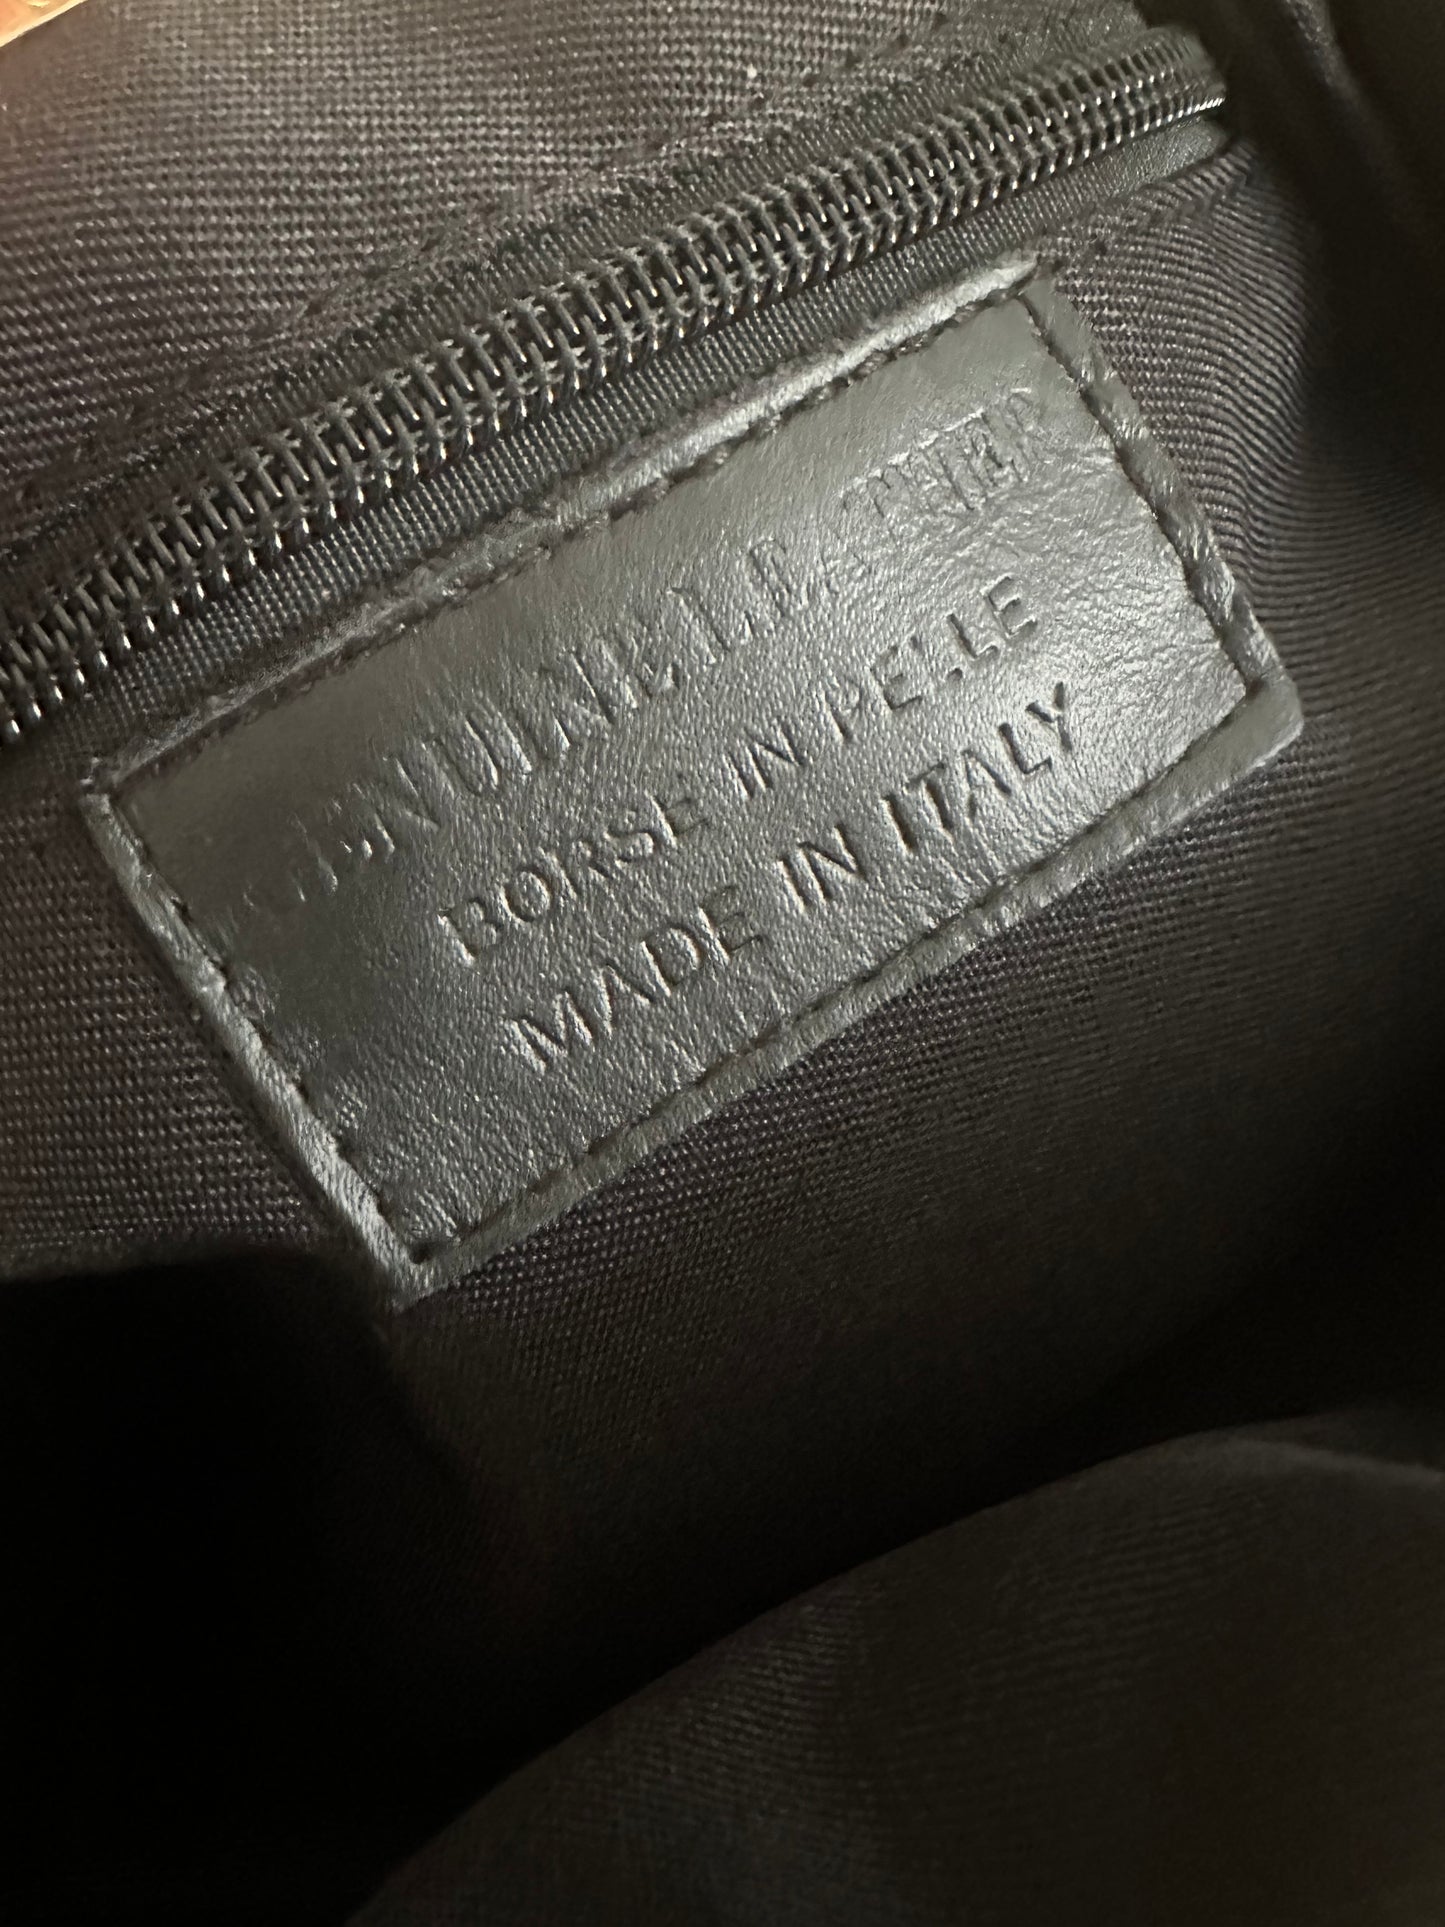 GENUINE LEATHER
BORSE IN PELLE
MADE IN ITALY